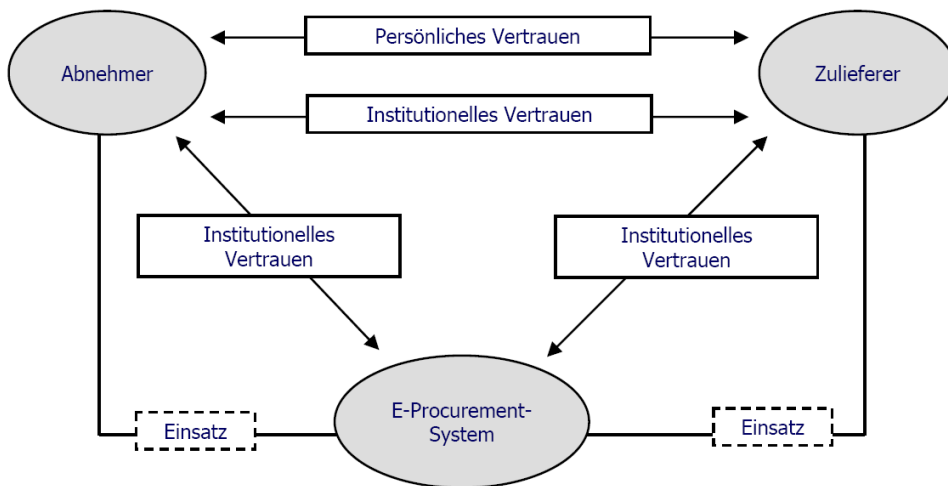 Persönliches Vertrauen
Abnehmer
Zulieferer
Institutionelles Vertrauen
Institutionelles
Vertrauen
Institutionelles
Vertrauen
E-Procurement-
System
Einsatz
Einsatz